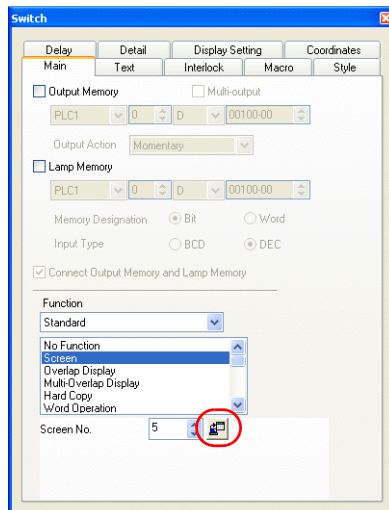 Switch
Delay Detail Display Setting Coordinates
Main Text Interlock Macro Style
Output Memory Multi-output
PLC1 0 D 00100-00
Output Action Momentary
Lamp Memory
PLC1 0 D 00100-00
Memory Designation Bit Word
Input Type BCD DEC
Connect Output Memory and Lamp Memory
Function
Standard
No Function
Screen
Overlap Display
Multi-Overlap Display
Hard Copy
Word Operation
Screen No. 5